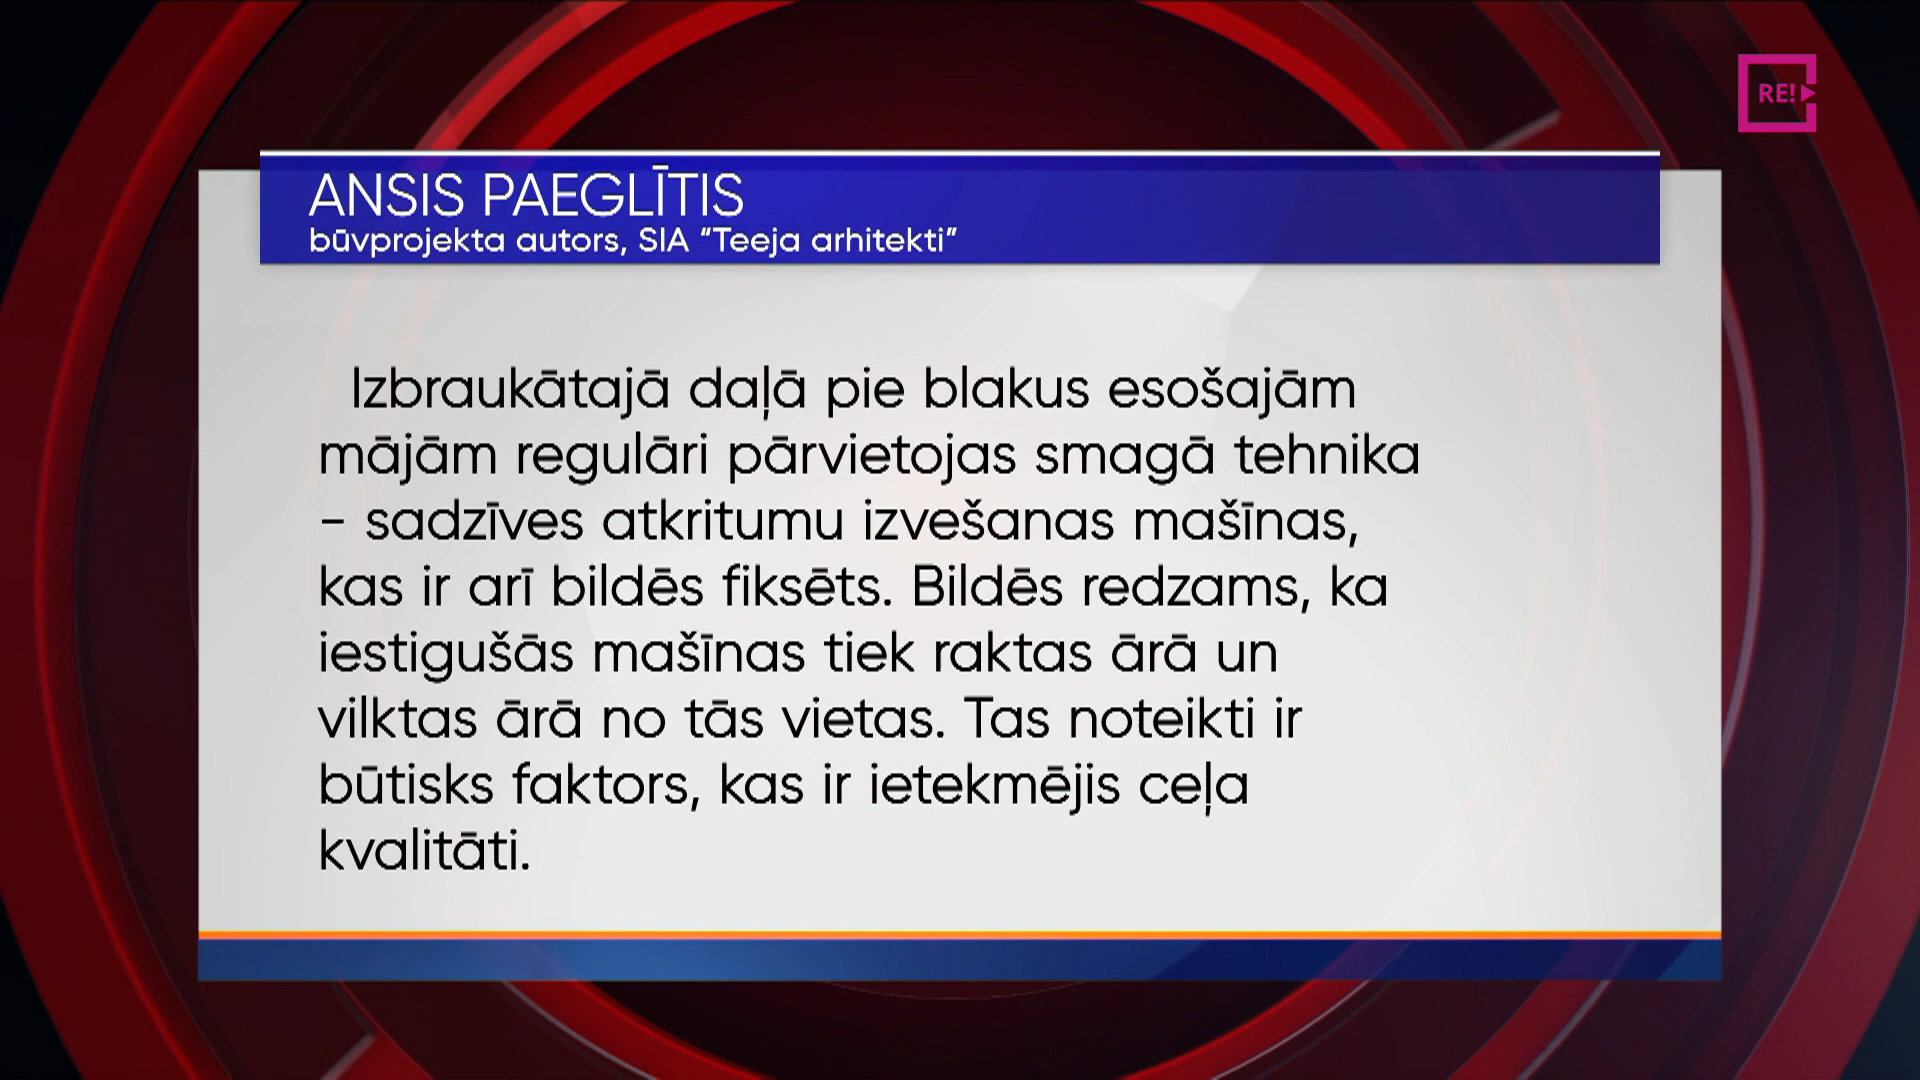 RE!
ANSIS PAEGLĪTIS
būvprojekta autors, SIA “Teeja arhitekti”
Izbraukātajā daļā pie blakus esošajām
mājām regulāri pārvietojas smagā tehnika
– sadzīves atkritumu izvešanas mašīnas,
kas ir arī bildēs fiksēts. Bildēs redzams, ka
iestigušās mašīnas tiek raktas ārā un
vilktas ārā no tās vietas. Tas noteikti ir
būtisks faktors, kas ir ietekmējis ceļa
kvalitāti.